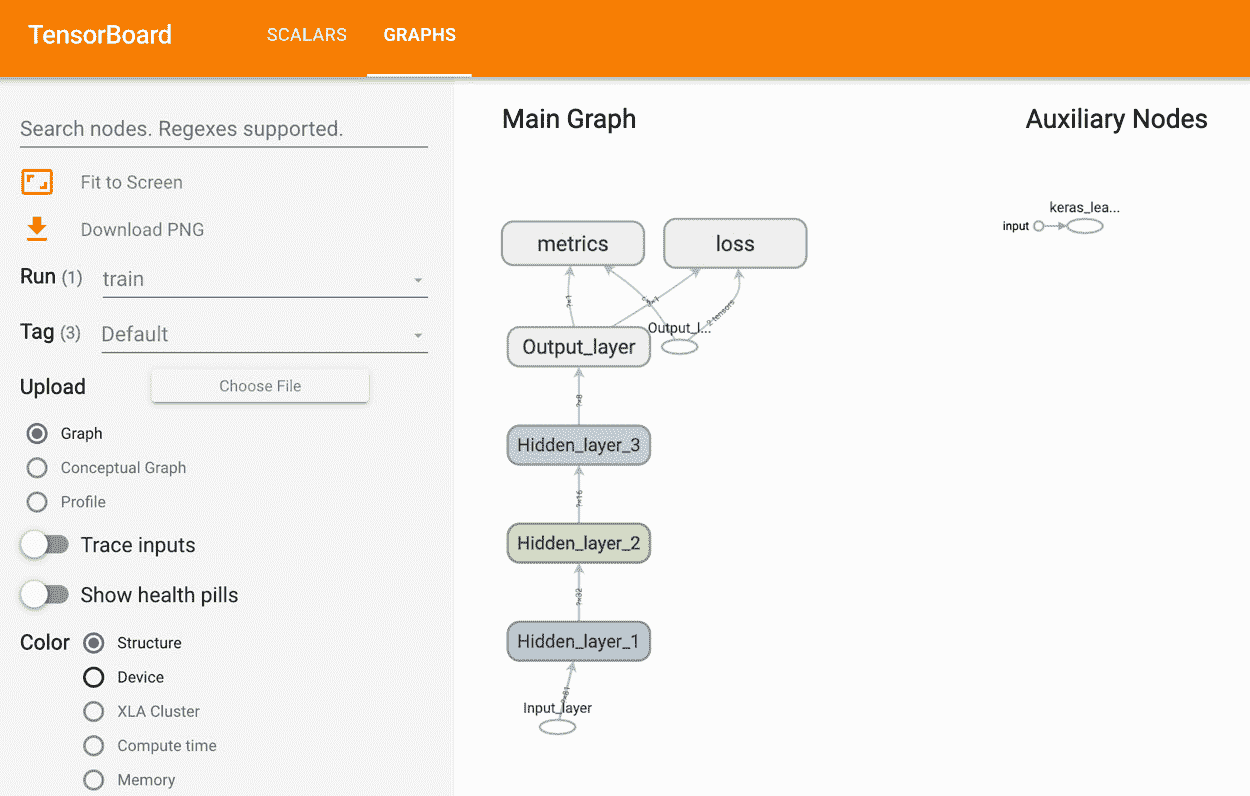 TensorBoard
SCALARS
GRAPHS
Search nodes. Regexes supported.
Fit to Screen
Download PNG
Run (1) train
Tag (3) Default
Upload
Choose File
Graph
Conceptual Graph
Profile
Trace inputs
Show health pills
Color
Structure
Device
XLA Cluster
Compute time
Memory
Main Graph
Auxiliary Nodes
metrics
loss
?×1
2 tensors
Output_l...
Output_layer
?×8
Hidden_layer_3
?×16
Hidden_layer_2
?×32
Hidden_layer_1
Input_layer
keras_lea...
input